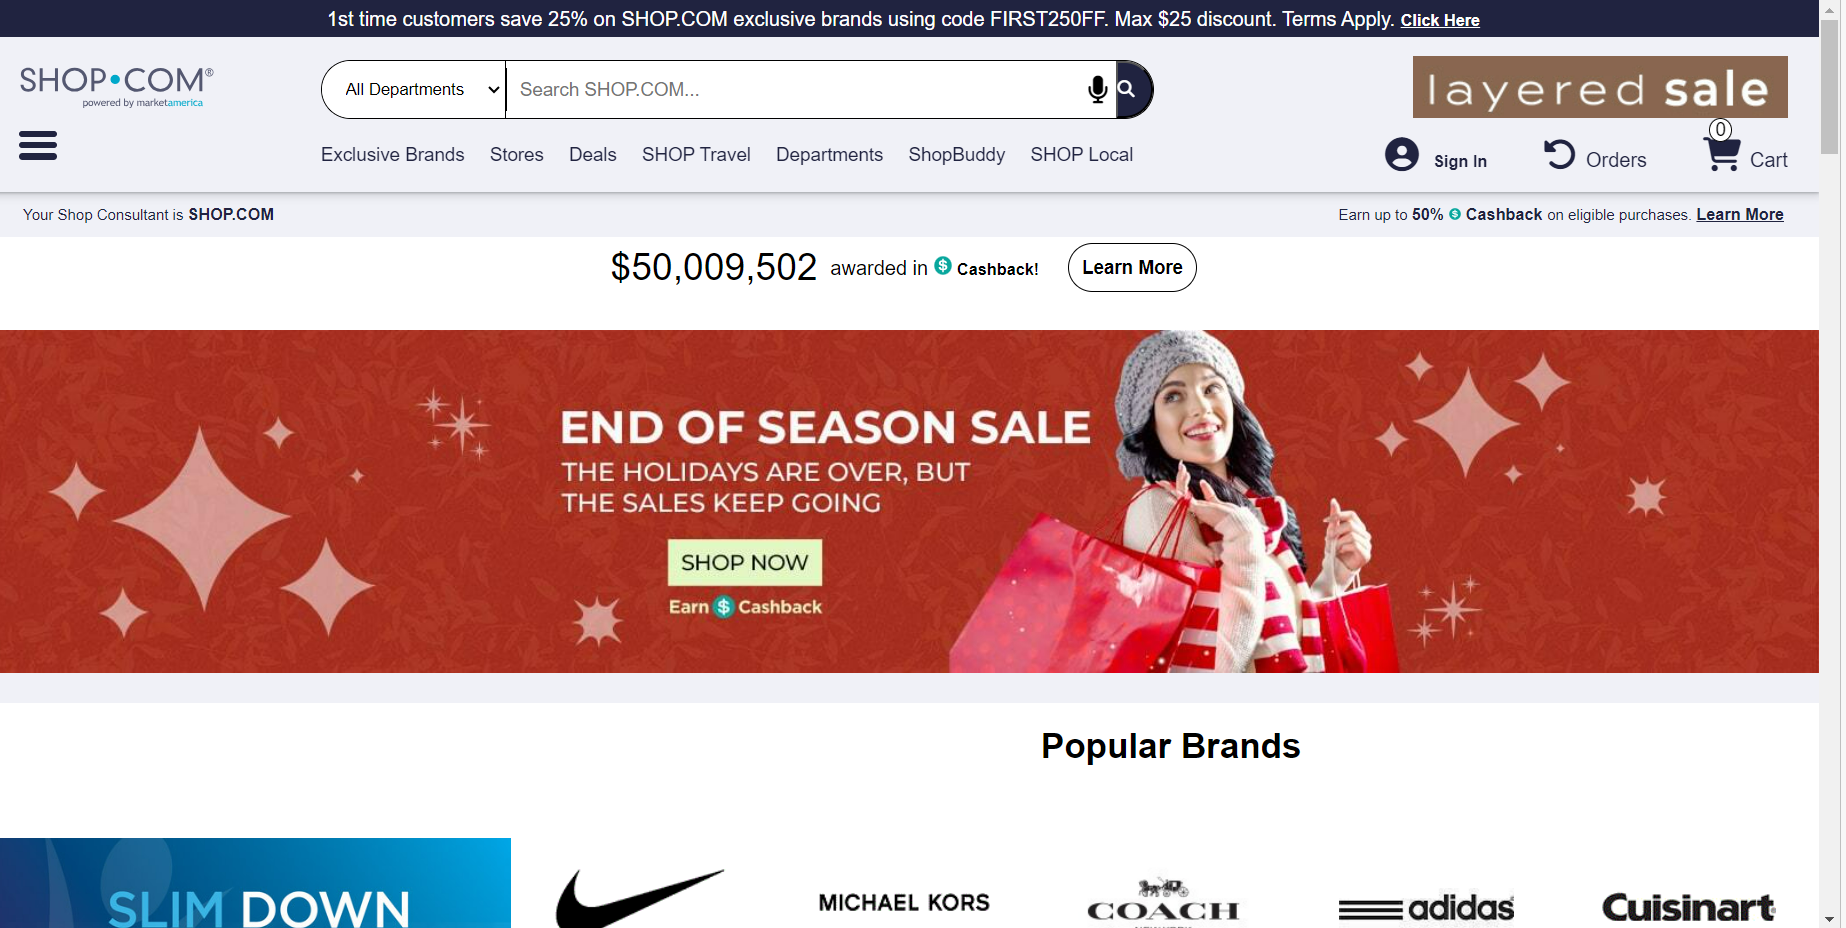 1st time customers save 25% on SHOP.COM exclusive brands using code FIRST250FF. Max $25 discount. Terms Apply. Click Here
SHOP•COM®
powered by marketamerica
All Departments
Search SHOP.COM...
layered sale
Exclusive Brands Stores Deals SHOP Travel Departments ShopBuddy SHOP Local
Sign In
Orders
0
Cart
Your Shop Consultant is SHOP.COM
Earn up to 50% $ Cashback on eligible purchases. Learn More
$50,009,502 awarded in $ Cashback! Learn More
END OF SEASON SALE
THE HOLIDAYS ARE OVER, BUT
THE SALES KEEP GOING
SHOP NOW
Earn $ Cashback
Popular Brands
SLIM DOWN
MICHAEL KORS
COACH
adidas
Cuisinart